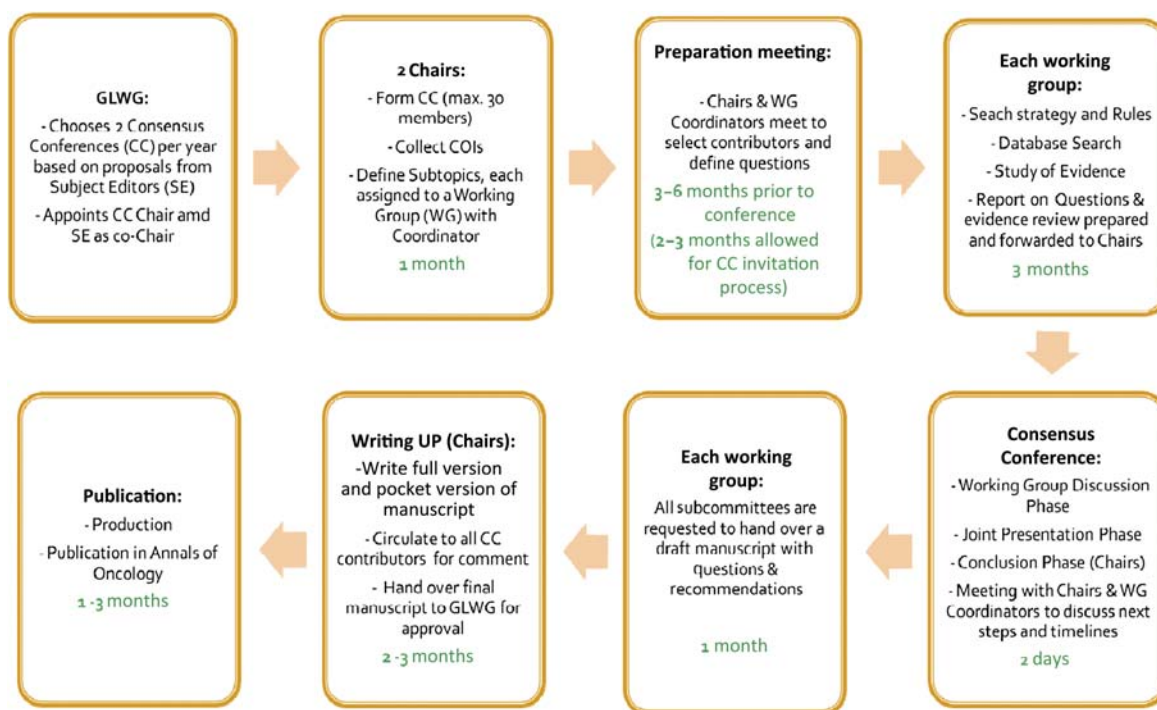 GLWG:
- Chooses 2 Consensus
Conferences (CC) per year
based on proposals from
Subject Editors (SE)
- Appoints CC Chair amd
SE as co-Chair
2 Chairs:
- Form CC (max. 30
members)
- Collect COIs
- Define Subtopics, each
assigned to a Working
Group (WG) with
Coordinator
1 month
Preparation meeting:
- Chairs & WG
Coordinators meet to
select contributors and
define questions
3–6 months prior to
conference
(2–3 months allowed
for CC invitation
process)
Each working
group:
- Seach strategy and Rules
- Database Search
- Study of Evidence
- Report on Questions &
evidence review prepared
and forwarded to Chairs
3 months
Consensus
Conference:
- Working Group Discussion
Phase
- Joint Presentation Phase
- Conclusion Phase (Chairs)
- Meeting with Chairs & WG
Coordinators to discuss next
steps and timelines
2 days
Each working
group:
All subcommittees are
requested to hand over a
draft manuscript with
questions &
recommendations
1 month
Writing UP (Chairs):
-Write full version
and pocket version of
manuscript
- Circulate to all CC
contributors for comment
- Hand over final
manuscript to GLWG for
approval
2 -3 months
Publication:
- Production
- Publication in Annals of
Oncology
1 -3 months